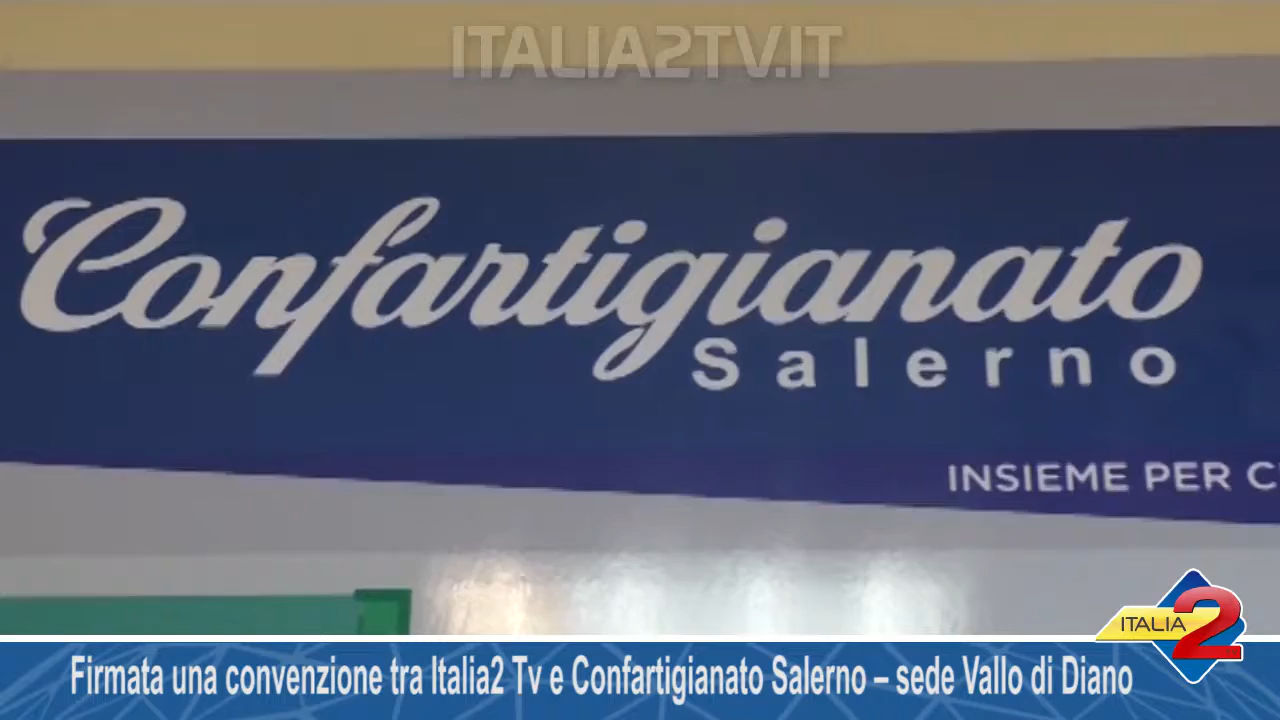 ITALIA2TV.IT
Confartigianato
Salerno
INSIEME PER C
ITALIA 2
Firmata una convenzione tra Italia2 Tv e Confartigianato Salerno – sede Vallo di Diano